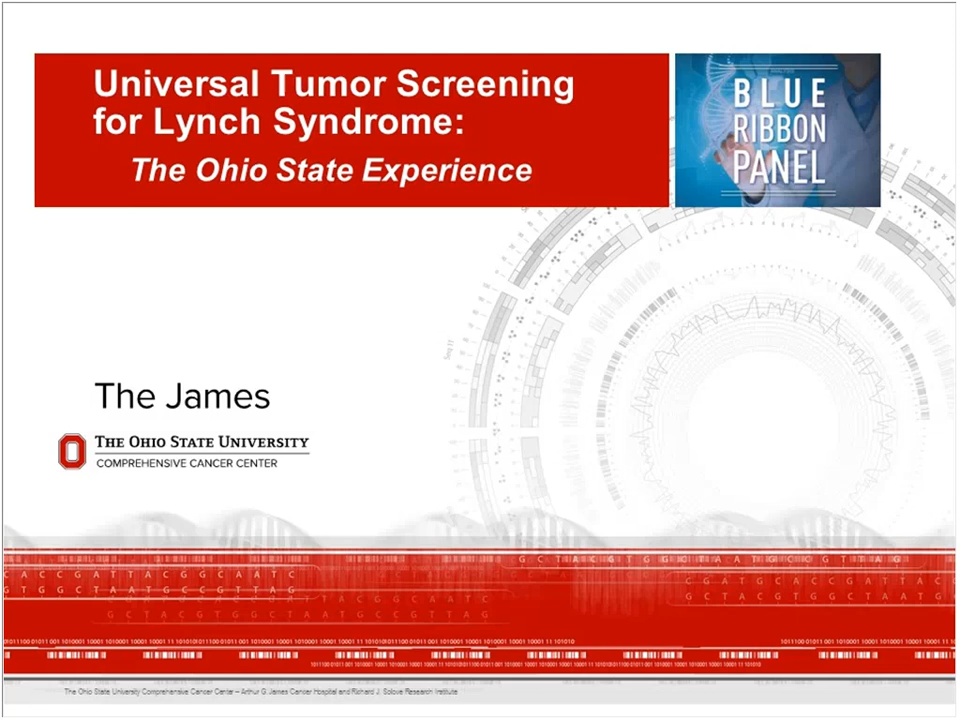 Universal Tumor Screening
for Lynch Syndrome:
The Ohio State Experience
BLUE
RIBBON
PANEL
The James
THE OHIO STATE UNIVERSITY
COMPREHENSIVE CANCER CENTER
G C T A C G T G G C T A A T G C C G T T A G
C A C C G A T T A C G G C A A T C
G T G G C T A A T G C C G T T A G
C G A T G C A C C G A T T A C
G C T A C G T G G C T A A T G
G C T A C G T G G C T A A T G C C G T T A G
The Ohio State University Comprehensive Cancer Center – Arthur G. James Cancer Hospital and Richard J. Solove Research Institute